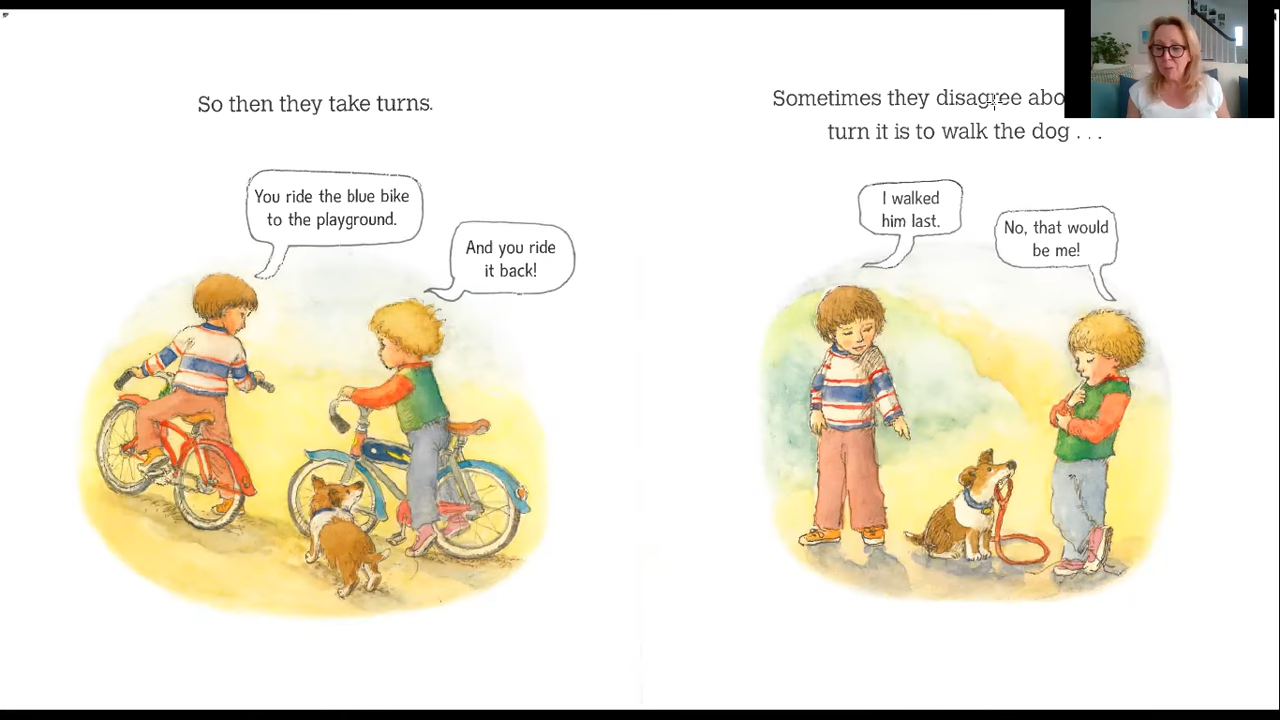 So then they take turns.
You ride the blue bike
to the playground.
And you ride
it back!
Sometimes they disagree
turn it is to walk the dog . . .
I walked
him last.
No, that would
be me!